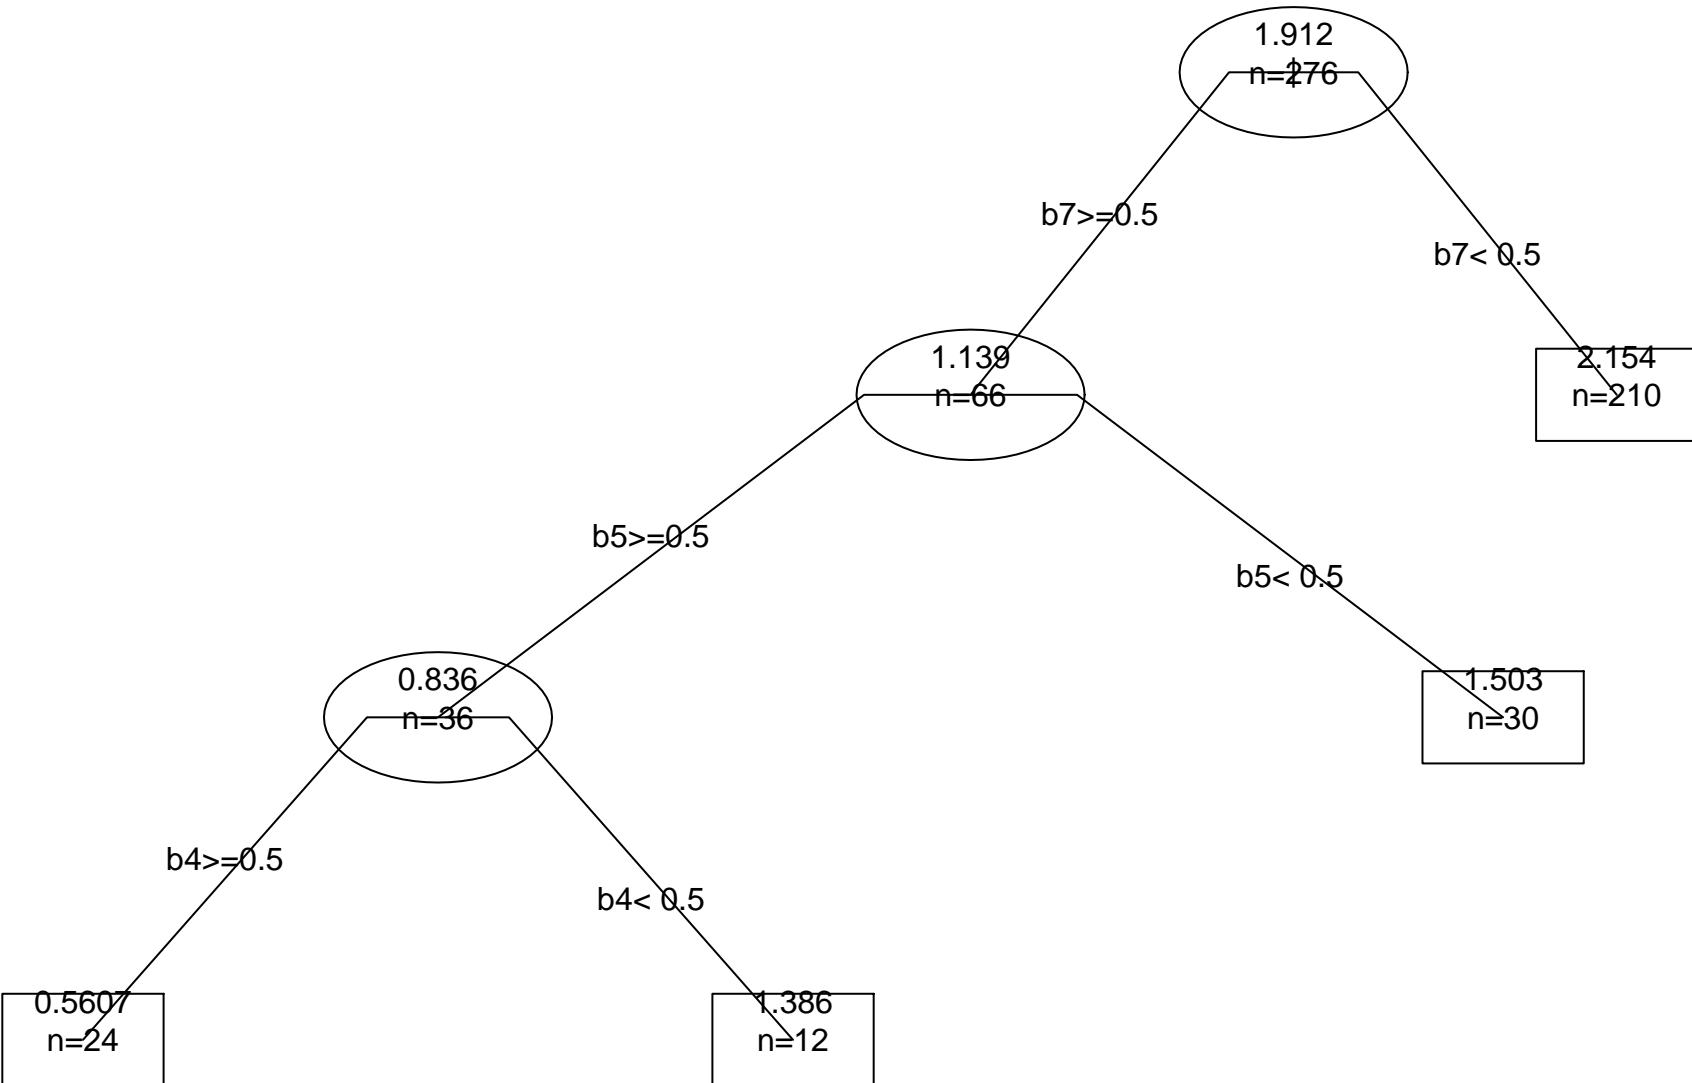 1.912
n=276
b7>=0.5
b7< 0.5
1.139
n=66
2.154
n=210
b5>=0.5
b5< 0.5
0.836
n=36
1.503
n=30
b4>=0.5
b4< 0.5
0.5607
n=24
1.386
n=12